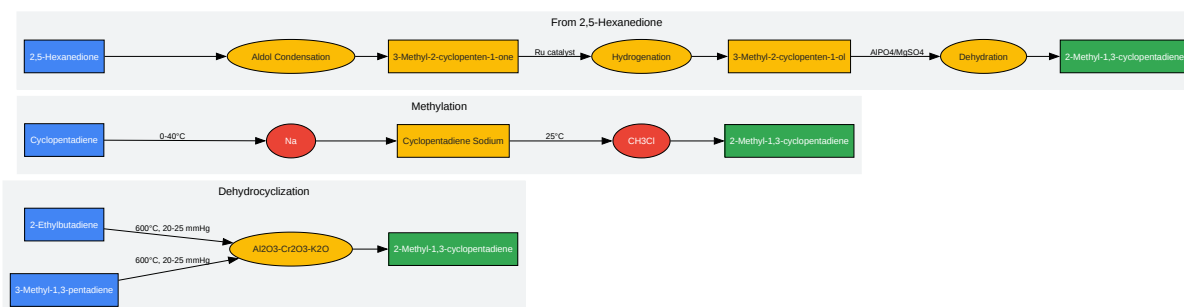 From 2,5-Hexanedione
2,5-Hexanedione
Aldol Condensation
3-Methyl-2-cyclopenten-1-one
Ru catalyst
Hydrogenation
3-Methyl-2-cyclopenten-1-ol
AlPO4/MgSO4
Dehydration
2-Methyl-1,3-cyclopentadiene
Methylation
Cyclopentadiene
0-40°C
Na
Cyclopentadiene Sodium
25°C
CH3Cl
2-Methyl-1,3-cyclopentadiene
Dehydrocyclization
2-Ethylbutadiene
600°C, 20-25 mmHg
Al2O3-Cr2O3-K2O
2-Methyl-1,3-cyclopentadiene
600°C, 20-25 mmHg
3-Methyl-1,3-pentadiene